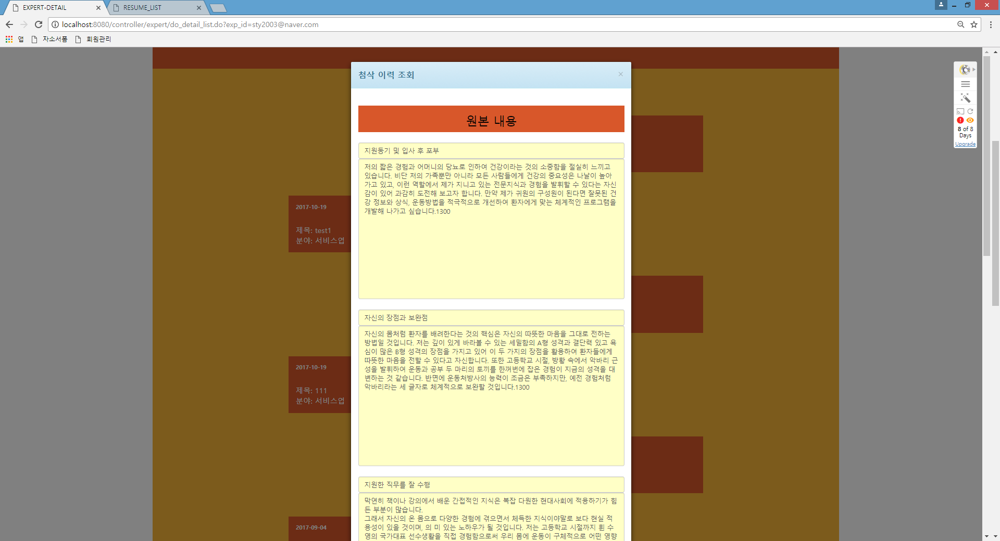 EXPERT-DETAIL
RESUME_LIST
localhost:8080/controller/expert/do_detail_list.do?exp_id=sty2003@naver.com
앱
자소서폼
회원관리
첨삭 이력 조회
×
원본 내용
지원동기 및 입사 후 포부
저의 짧은 경험과 어머니의 당뇨로 인하여 건강이라는 것의 소중함을 절실히 느끼고
있습니다. 비단 저의 가족뿐만 아니라 모든 사람들에게 건강의 중요성은 나날이 높아
가고 있고, 이런 역할에서 제가 지니고 있는 전문지식과 경험을 발휘할 수 있다는 자신
감이 있어 과감히 도전해 보고자 합니다. 만약 제가 귀원의 구성원이 된다면 잘못된 건
강 정보와 상식, 운동방법을 적극적으로 개선하여 환자에게 맞는 체계적인 프로그램을
개발해 나가고 싶습니다.1300
자신의 장점과 보완점
자신의 몸처럼 환자를 배려한다는 것의 핵심은 자신의 따뜻한 마음을 그대로 전하는
방법일 것입니다. 저는 깊이 있게 바라볼 수 있는 세밀함의 A형 성격과 결단력 있고 욕
심이 많은 B형 성격의 장점을 가지고 있어 이 두 가지의 장점을 활용하여 환자들에게
따뜻한 마음을 전할 수 있다고 자신합니다. 또한 고등학교 시절, 방황 속에서 악바리 근
성을 발휘하여 운동과 공부 두 마리의 토끼를 한꺼번에 잡은 경험이 지금의 성격을 대
변하는 것 같습니다. 반면에 운동처방사의 능력이 조금은 부족하지만, 예전 경험처럼
악바리라는 세 글자로 체계적으로 보완할 것입니다.1300
지원한 직무를 잘 수행
막연히 책이나 강의에서 배운 간접적인 지식은 복잡 다원한 현대사회에 적용하기가 힘
든 부분이 많습니다.
그래서 자신의 온 몸으로 다양한 경험에 겪으면서 체득한 지식이야말로 보다 현실 적
용성이 있을 것이며, 의 미 있는 노하우가 될 것입니다. 저는 고등학교 시절까지 흰 수
영의 국가대표 선수생활을 직접 경험함으로써 우리 몸에 운동이 구체적으로 어떤 영향
2017-10-19
제목: test1
분야: 서비스업
2017-10-19
제목: 111
분야: 서비스업
2017-09-04
8 of 8
Days
Upgrade